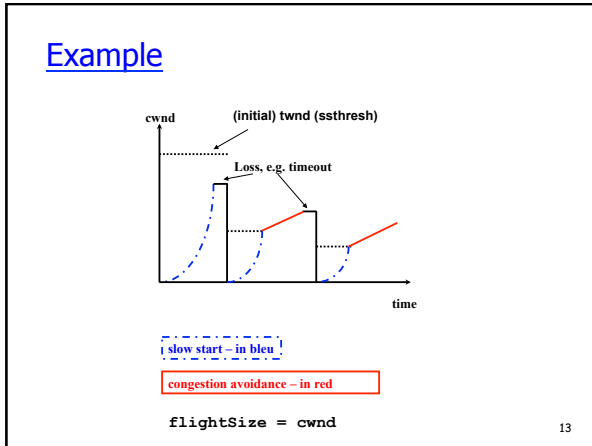 Example
cwnd
(initial) twnd (ssthresh)
Loss, e.g. timeout
time
slow start – in bleu
congestion avoidance – in red
flightSize = cwnd
13